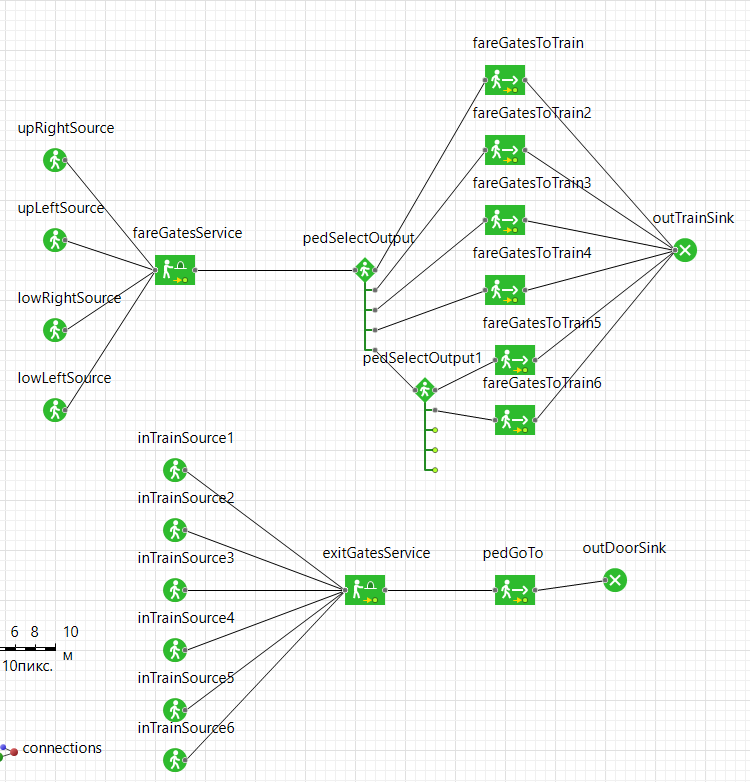 fareGatesToTrain
fareGatesToTrain2
upRightSource
fareGatesToTrain3
upLeftSource
outTrainSink
fareGatesService
pedSelectOutput
fareGatesToTrain4
lowRightSource
fareGatesToTrain5
pedSelectOutput1
lowLeftSource
fareGatesToTrain6
inTrainSource1
inTrainSource2
inTrainSource3
exitGatesService
pedGoTo
outDoorSink
inTrainSource4
6 8 10
м
10пикс.
inTrainSource5
inTrainSource6
connections